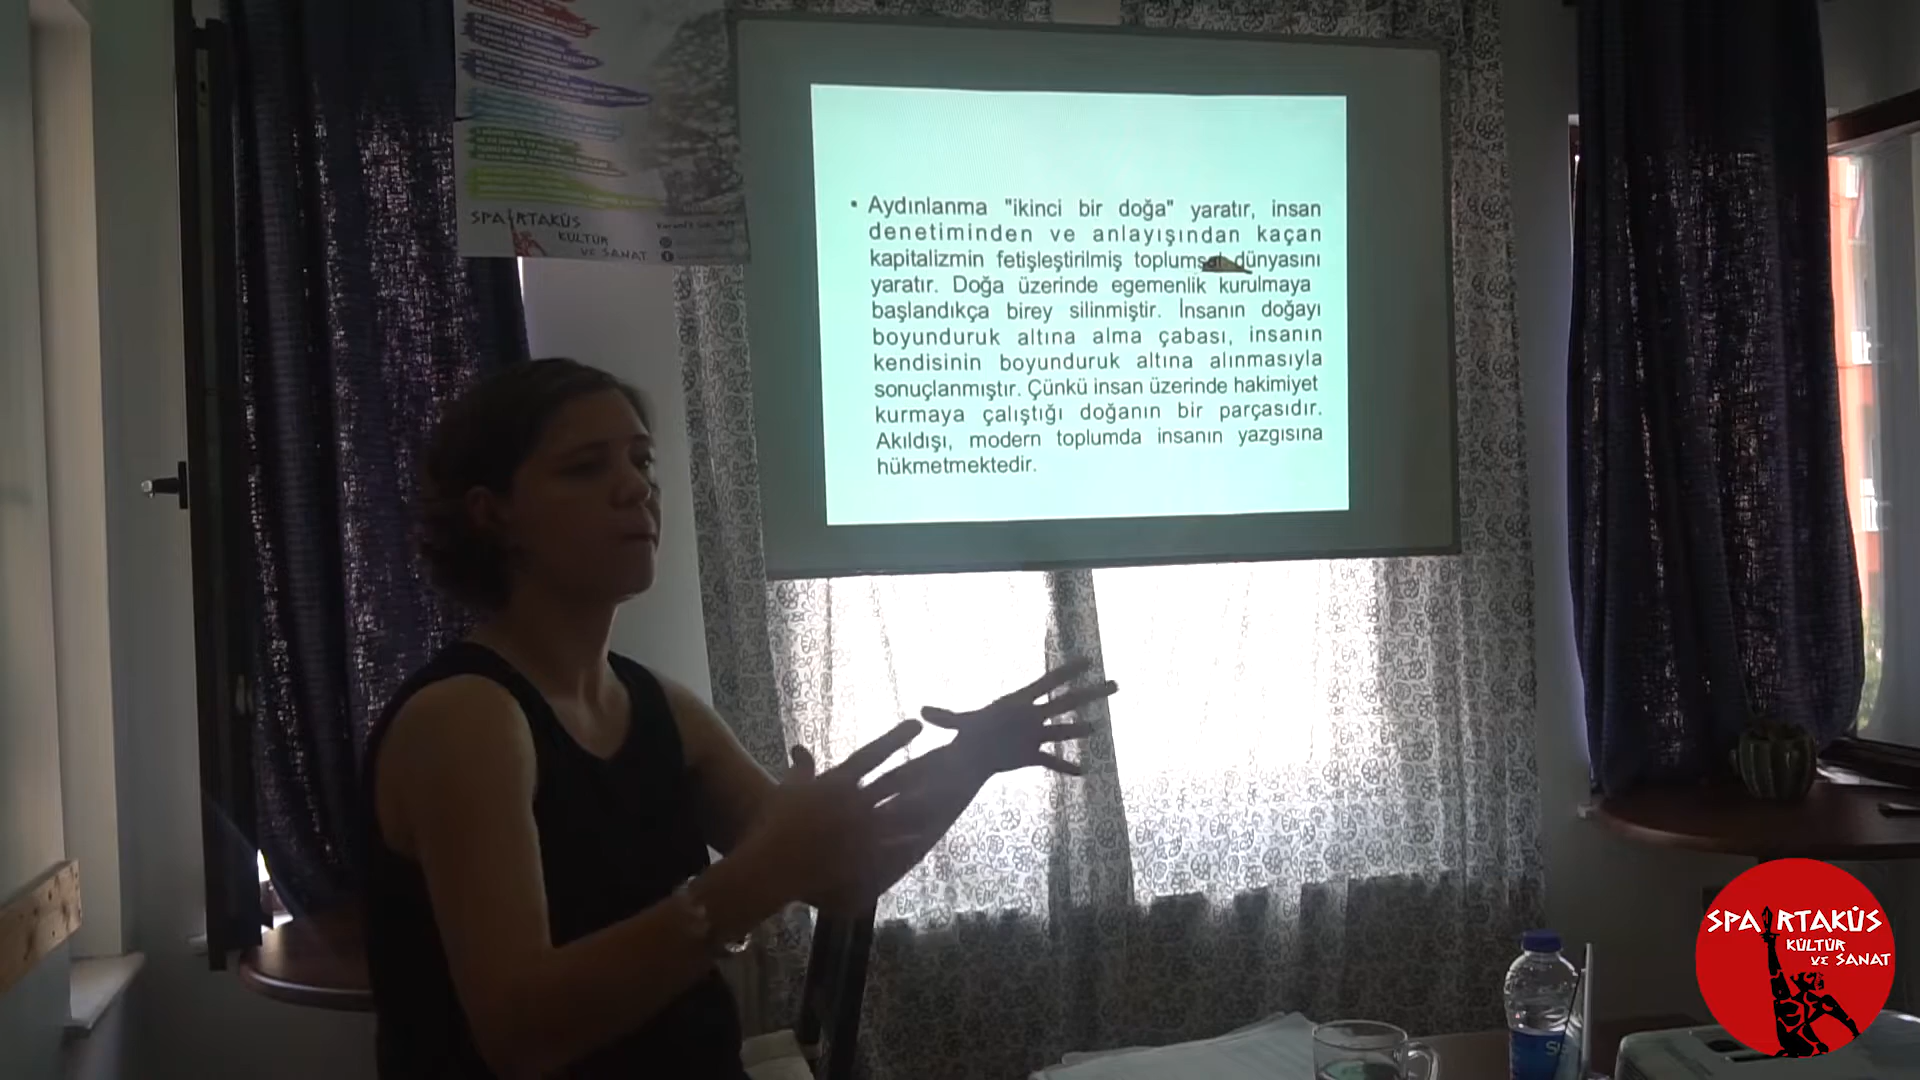 SPARTAKÜS
KÜLTÜR
VE SANAT
• Aydınlanma "ikinci bir doğa" yaratır, insan
denetiminden ve anlayışından kaçan
kapitalizmin fetişleştirilmiş toplumsal dünyasını
yaratır. Doğa üzerinde egemenlik kurulmaya
başlandıkça birey silinmiştir. İnsanın doğayı
boyunduruk altına alma çabası, insanın
kendisinin boyunduruk altına alınmasıyla
sonuçlanmıştır. Çünkü insan üzerinde hakimiyet
kurmaya çalıştığı doğanın bir parçasıdır.
Akıldışı, modern toplumda insanın yazgısına
hükmetmektedir.
SPARTAKÜS
KÜLTÜR
VE SANAT